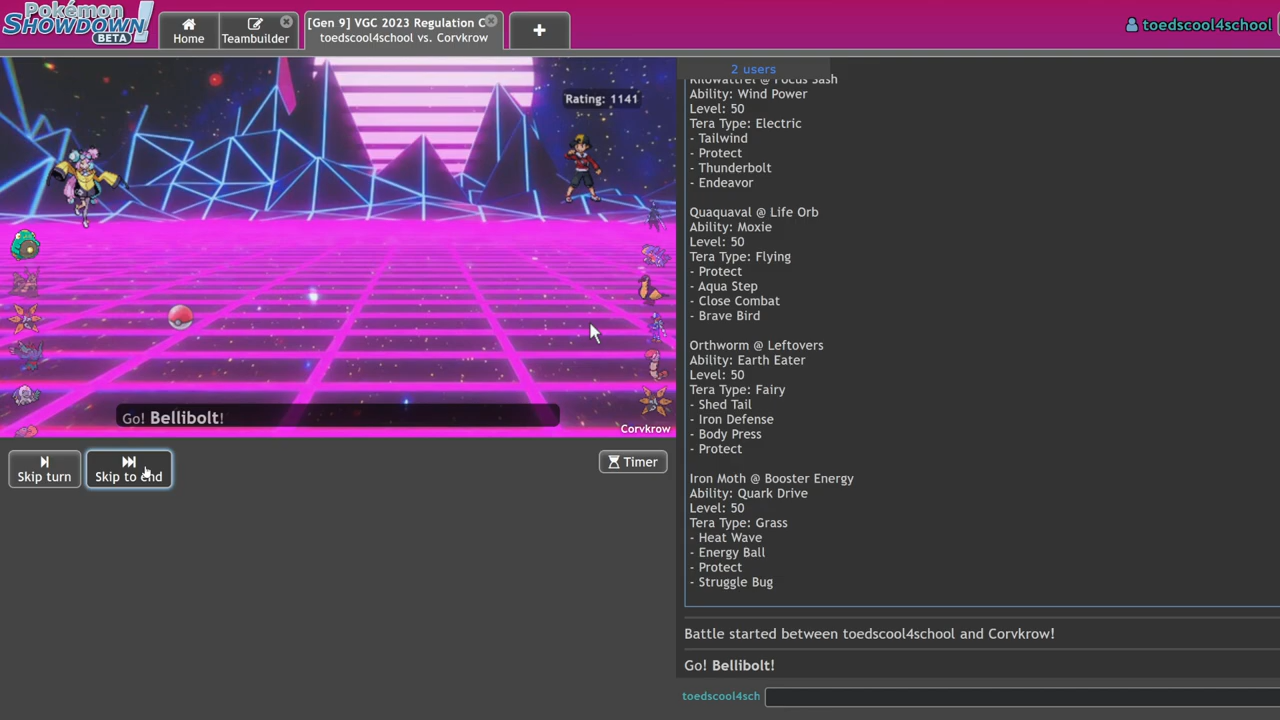 Pokémon
SHOWDOWN!
BETA
Home
Teambuilder
[Gen 9] VGC 2023 Regulation C
toedscool4school vs. Corvkrow
toedscool4school
2 users
Rating: 1141
Kilowattrel @ Focus Sash
Ability: Wind Power
Level: 50
Tera Type: Electric
- Tailwind
- Protect
- Thunderbolt
- Endeavor
Quaquaval @ Life Orb
Ability: Moxie
Level: 50
Tera Type: Flying
- Protect
- Aqua Step
- Close Combat
- Brave Bird
Orthworm @ Leftovers
Ability: Earth Eater
Level: 50
Tera Type: Fairy
- Shed Tail
- Iron Defense
- Body Press
- Protect
Iron Moth @ Booster Energy
Ability: Quark Drive
Level: 50
Tera Type: Grass
- Heat Wave
- Energy Ball
- Protect
- Struggle Bug
Go! Bellibolt!
Corvkrow
Skip turn
Skip to end
Timer
Battle started between toedscool4school and Corvkrow!
Go! Bellibolt!
toedscool4sch